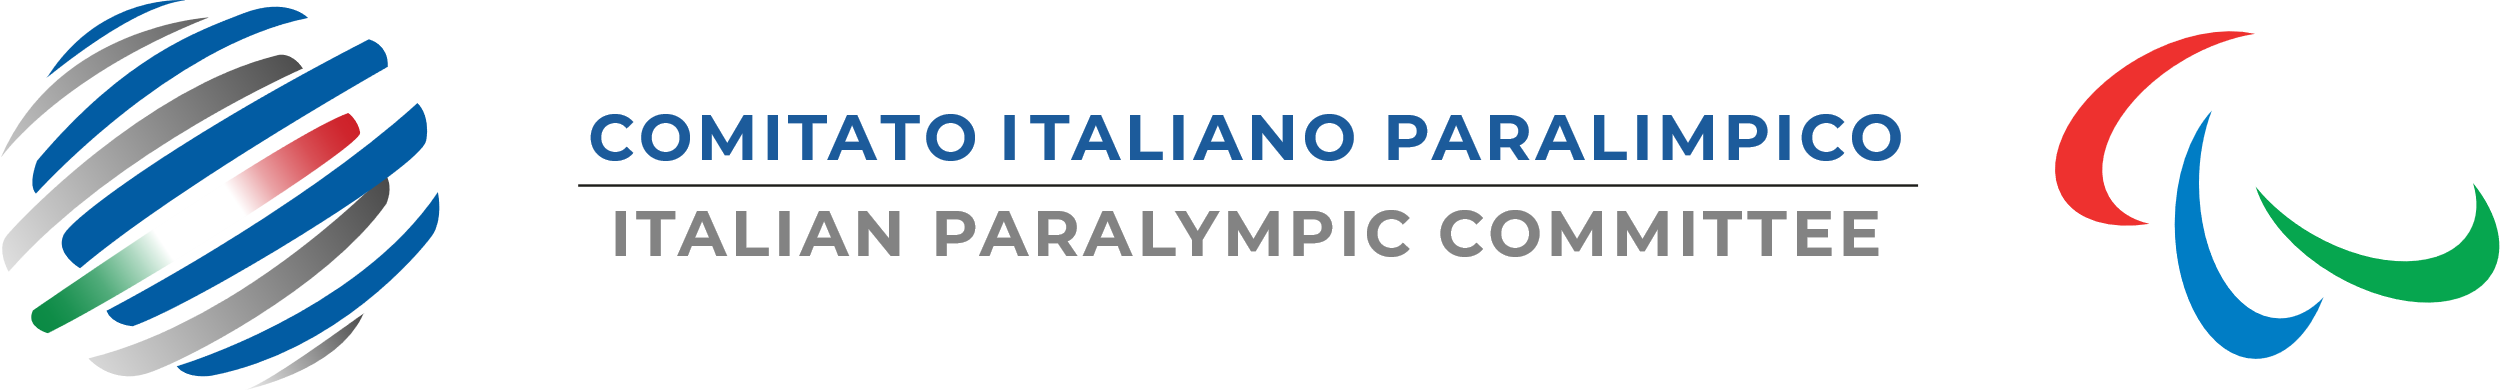 COMITATO ITALIANO PARALIMPICO
ITALIAN PARALYMPIC COMMITTEE